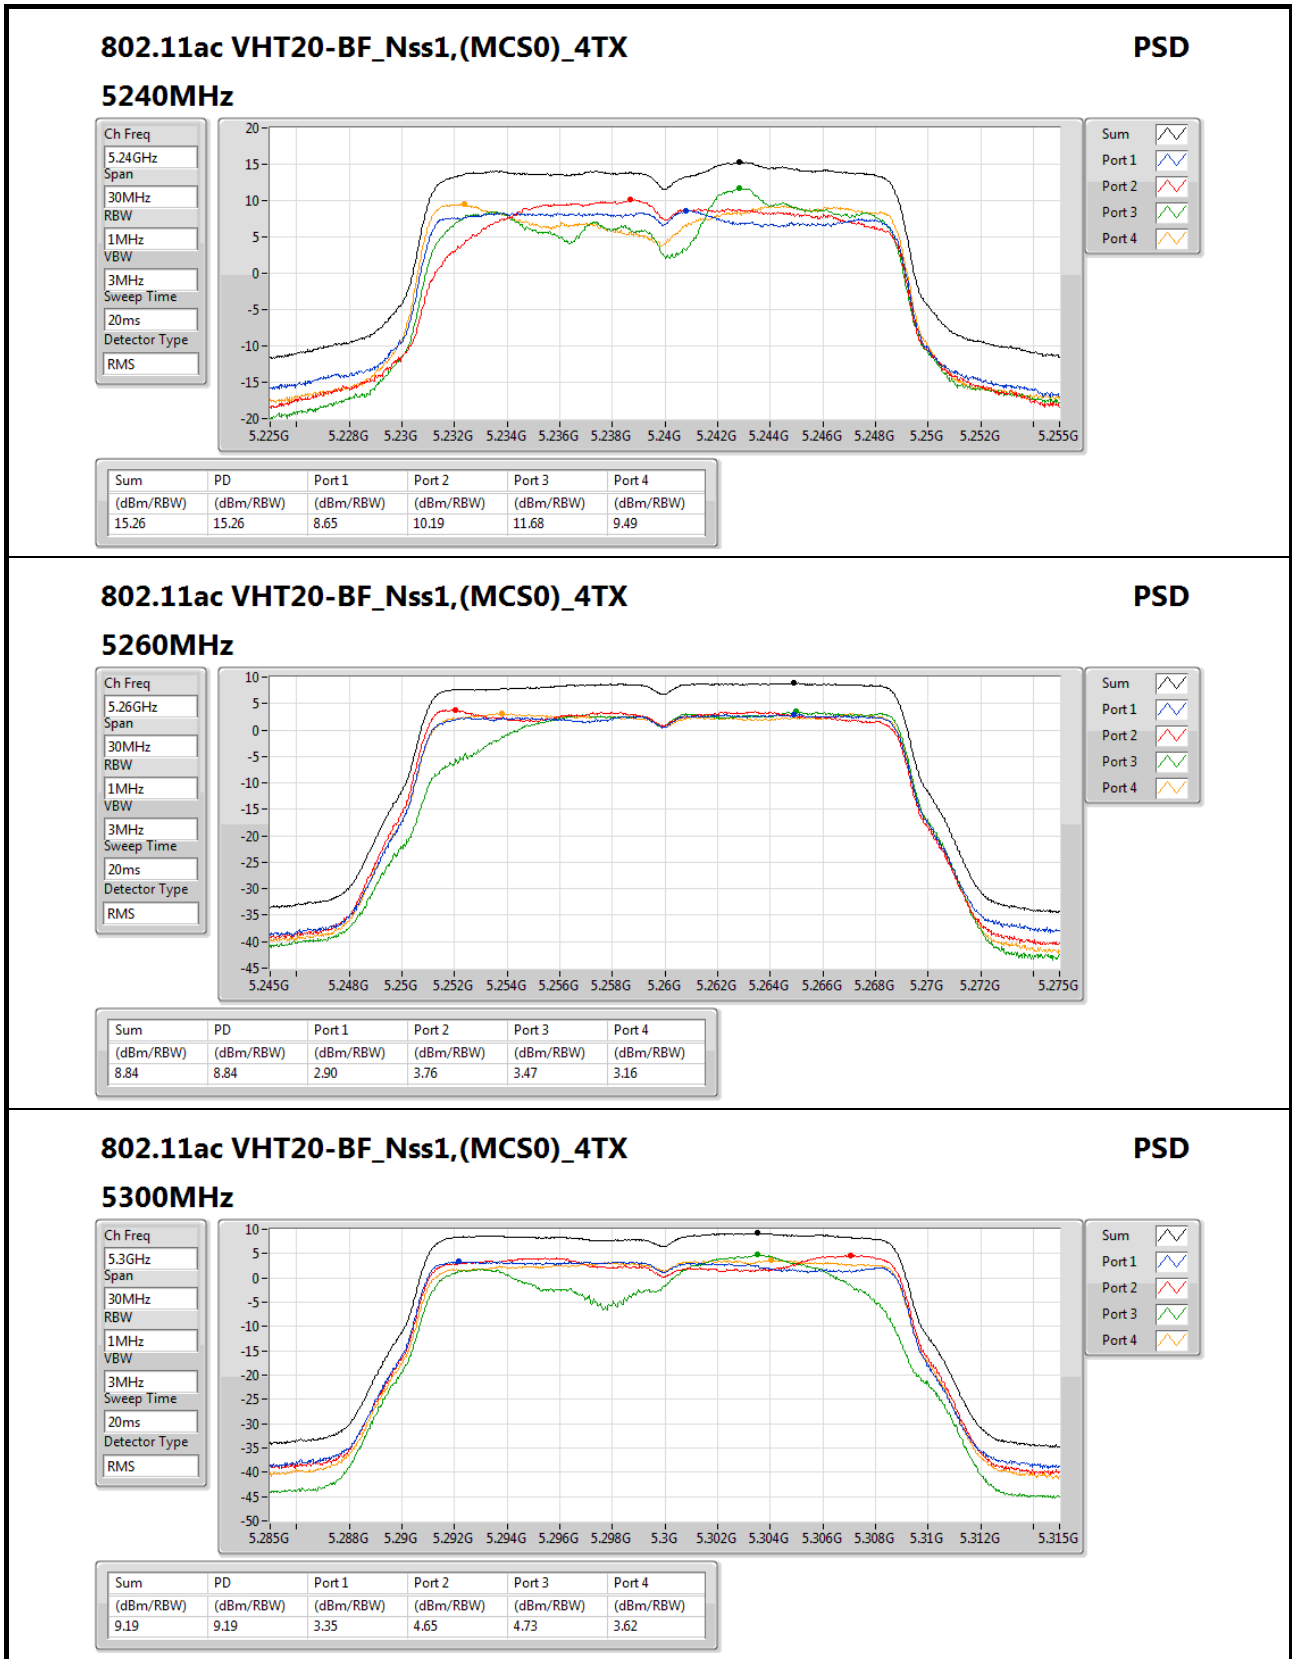 802.11ac VHT20-BF_Nss1,(MCS0)_4TX PSD
5240MHz
Ch Freq
5.24GHz
Span
30MHz
RBW
1MHz
VBW
3MHz
Sweep Time
20ms
Detector Type
RMS
20
15
10
5
0
-5
-10
-15
-20
5.225G 5.228G 5.23G 5.232G 5.234G 5.236G 5.238G 5.24G 5.242G 5.244G 5.246G 5.248G 5.25G 5.252G 5.255G
Sum
Port 1
Port 2
Port 3
Port 4
Sum PD Port 1 Port 2 Port 3 Port 4
(dBm/RBW) (dBm/RBW) (dBm/RBW) (dBm/RBW) (dBm/RBW) (dBm/RBW)
15.26 15.26 8.65 10.19 11.68 9.49
802.11ac VHT20-BF_Nss1,(MCS0)_4TX PSD
5260MHz
Ch Freq
5.26GHz
Span
30MHz
RBW
1MHz
VBW
3MHz
Sweep Time
20ms
Detector Type
RMS
10
5
0
-5
-10
-15
-20
-25
-30
-35
-40
-45
5.245G 5.248G 5.25G 5.252G 5.254G 5.256G 5.258G 5.26G 5.262G 5.264G 5.266G 5.268G 5.27G 5.272G 5.275G
Sum
Port 1
Port 2
Port 3
Port 4
Sum PD Port 1 Port 2 Port 3 Port 4
(dBm/RBW) (dBm/RBW) (dBm/RBW) (dBm/RBW) (dBm/RBW) (dBm/RBW)
8.84 8.84 2.90 3.76 3.47 3.16
802.11ac VHT20-BF_Nss1,(MCS0)_4TX PSD
5300MHz
Ch Freq
5.3GHz
Span
30MHz
RBW
1MHz
VBW
3MHz
Sweep Time
20ms
Detector Type
RMS
10
5
0
-5
-10
-15
-20
-25
-30
-35
-40
-45
-50
5.285G 5.288G 5.29G 5.292G 5.294G 5.296G 5.298G 5.3G 5.302G 5.304G 5.306G 5.308G 5.31G 5.312G 5.315G
Sum
Port 1
Port 2
Port 3
Port 4
Sum PD Port 1 Port 2 Port 3 Port 4
(dBm/RBW) (dBm/RBW) (dBm/RBW) (dBm/RBW) (dBm/RBW) (dBm/RBW)
9.19 9.19 3.35 4.65 4.73 3.62